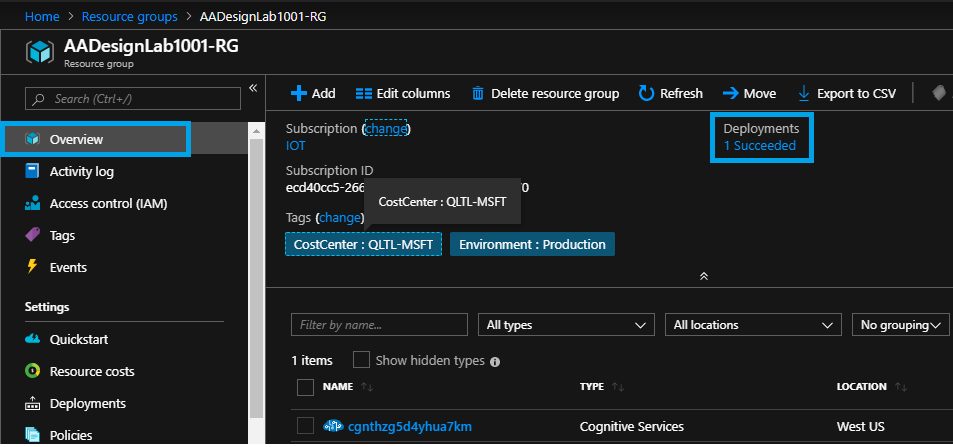 Home > Resource groups > AADesignLab1001-RG
AADesignLab1001-RG
Resource group
Search (Ctrl+/)
«
Overview
Activity log
Access control (IAM)
Tags
Events
Settings
Quickstart
Resource costs
Deployments
Policies
Add Edit columns Delete resource group Refresh Move Export to CSV
Subscription (change)
IOT
Deployments
1 Succeeded
Subscription ID
ecd40cc5-266 0
CostCenter : QLTL-MSFT
Tags (change)
CostCenter : QLTL-MSFT Environment : Production
Filter by name... All types All locations No grouping
1 items Show hidden types
NAME TYPE LOCATION
cgnthzg5d4yhua7km Cognitive Services West US